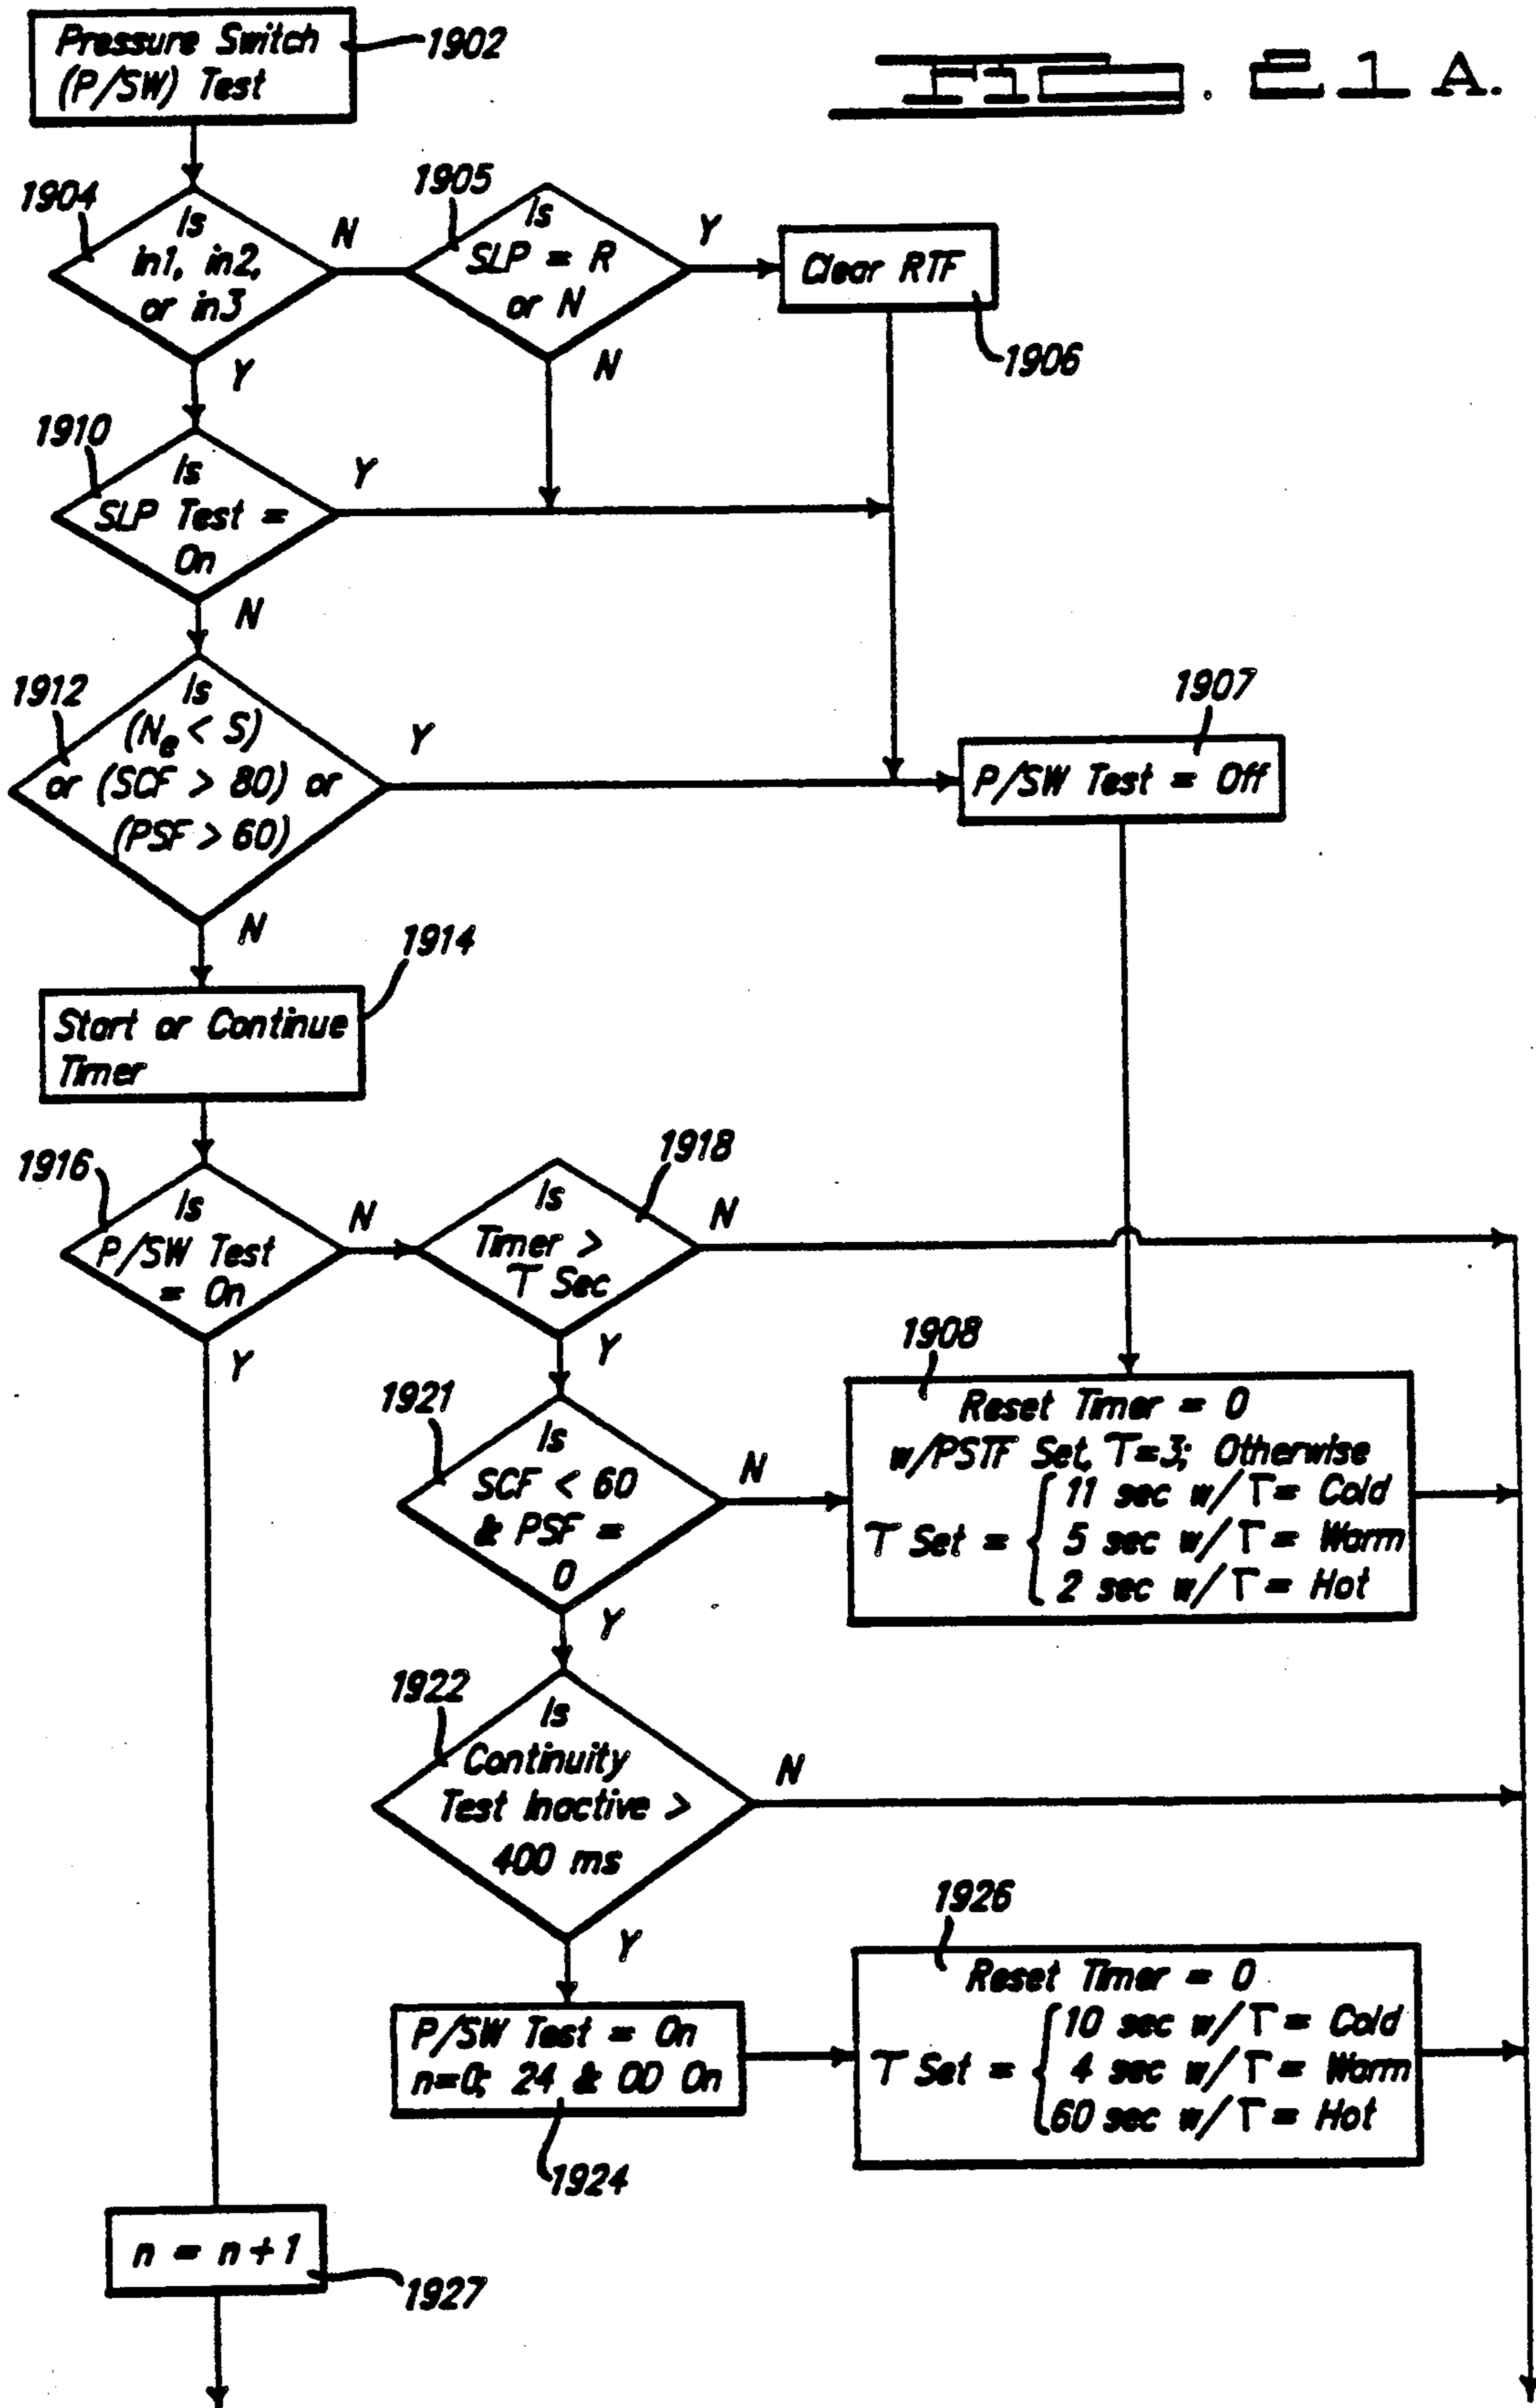 Pressure Switch
(P/SW) Test
1902
FIG. 21A.
1904
Is
in1, in2,
or in3
N
Y
1905
Is
SLP = R
or N
Y
N
Clear RTF
1906
1910
Is
SLP Test =
On
Y
N
1912
Is
(Ne < S)
or (SCF > 80) or
(PSF > 60)
Y
N
1907
P/SW Test = Off
1914
Start or Continue
Timer
1916
Is
P/SW Test
= On
N
Y
1918
Is
Timer >
T Sec
N
Y
1908
Reset Timer = 0
w/PSTF Set, T=3; Otherwise
T Set = { 11 sec w/T = Cold
5 sec w/T = Warm
2 sec w/T = Hot
1921
Is
SCF < 60
& PSF =
0
N
Y
1922
Is
Continuity
Test Inactive >
400 ms
N
Y
1924
P/SW Test = On
n=0; 24 & OD On
1926
Reset Timer = 0
T Set = { 10 sec w/T = Cold
4 sec w/T = Warm
60 sec w/T = Hot
n = n+1
1927